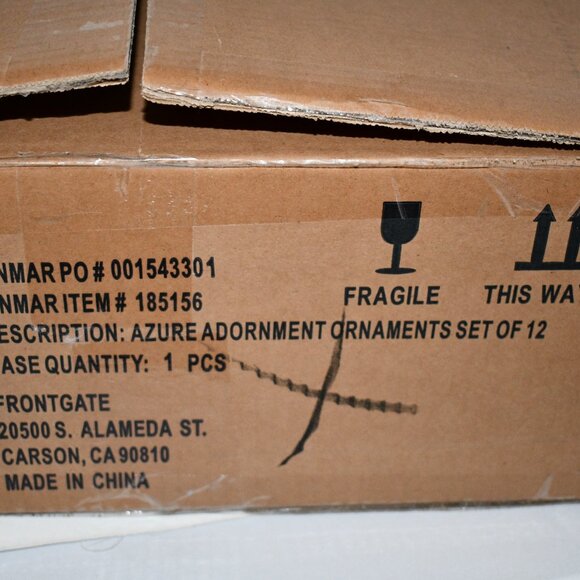 NMAR PO # 001543301
NMAR ITEM # 185156
FRAGILE
THIS WA
ESCRIPTION: AZURE ADORNMENT ORNAMENTS SET OF 12
ASE QUANTITY: 1 PCS
FRONTGATE
20500 S. ALAMEDA ST.
CARSON, CA 90810
MADE IN CHINA